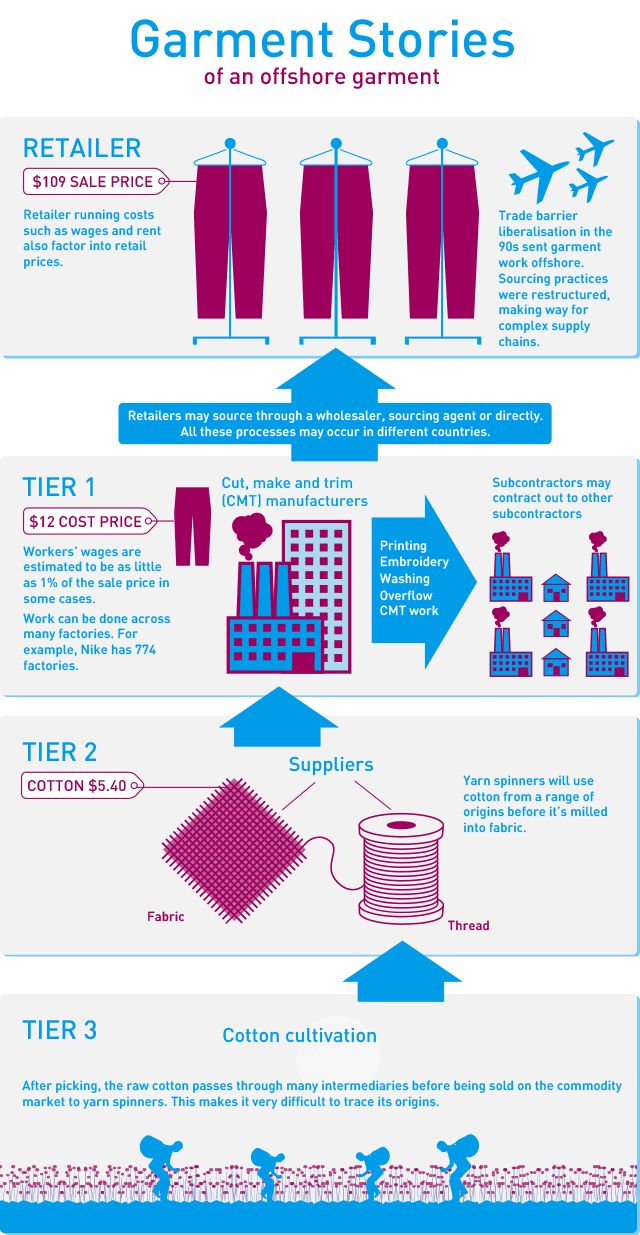 Garment Stories
of an offshore garment
RETAILER
$109 SALE PRICE
Retailer running costs
such as wages and rent
also factor into retail
prices.
Trade barrier
liberalisation in the
90s sent garment
work offshore.
Sourcing practices
were restructured,
making way for
complex supply
chains.
Retailers may source through a wholesaler, sourcing agent or directly.
All these processes may occur in different countries.
TIER 1
$12 COST PRICE
Workers' wages are
estimated to be as little
as 1% of the sale price in
some cases.
Work can be done across
many factories. For
example, Nike has 774
factories.
Cut, make and trim
(CMT) manufacturers
Printing
Embroidery
Washing
Overflow
CMT work
Subcontractors may
contract out to other
subcontractors
TIER 2
COTTON $5.40
Suppliers
Fabric
Thread
Yarn spinners will use
cotton from a range of
origins before it's milled
into fabric.
TIER 3
Cotton cultivation
After picking, the raw cotton passes through many intermediaries before being sold on the commodity
market to yarn spinners. This makes it very difficult to trace its origins.